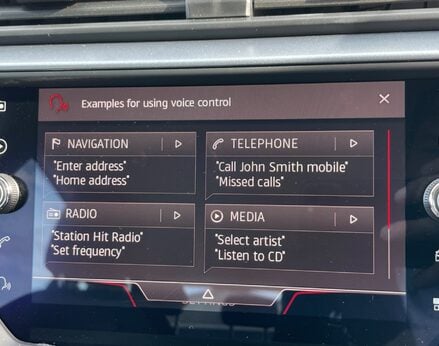 Examples for using voice control
NAVIGATION
"Enter address"
"Home address"
TELEPHONE
"Call John Smith mobile"
"Missed calls"
RADIO
"Station Hit Radio"
"Set frequency"
MEDIA
"Select artist"
"Listen to CD"
SETTINGS